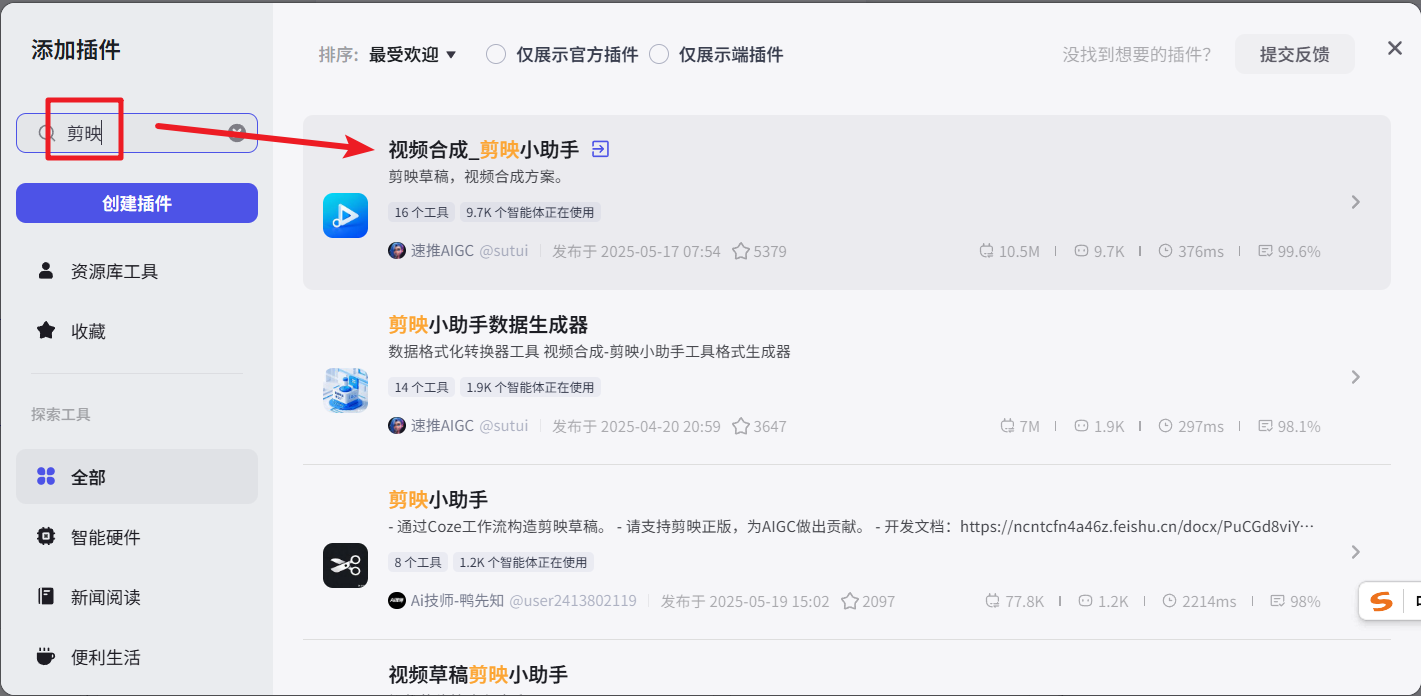 添加插件
剪映
创建插件
资源库工具
收藏
探索工具
全部
智能硬件
新闻阅读
便利生活
排序: 最受欢迎 仅展示官方插件 仅展示端插件 没找到想要的插件? 提交反馈
视频合成_剪映小助手
剪映草稿，视频合成方案。
16 个工具 9.7K 个智能体正在使用
速推AIGC @sutui 发布于 2025-05-17 07:54 5379 10.5M 9.7K 376ms 99.6%
剪映小助手数据生成器
数据格式化转换器工具 视频合成-剪映小助手工具格式生成器
14 个工具 1.9K 个智能体正在使用
速推AIGC @sutui 发布于 2025-04-20 20:59 3647 7M 1.9K 297ms 98.1%
剪映小助手
- 通过Coze工作流构造剪映草稿。 - 请支持剪映正版，为AIGC做出贡献。 - 开发文档：https://ncntcfn4a46z.feishu.cn/docx/PuCGd8viY···
8 个工具 1.2K 个智能体正在使用
Ai技师-鸭先知 @user2413802119 发布于 2025-05-19 15:02 2097 77.8K 1.2K 2214ms 98%
视频草稿剪映小助手